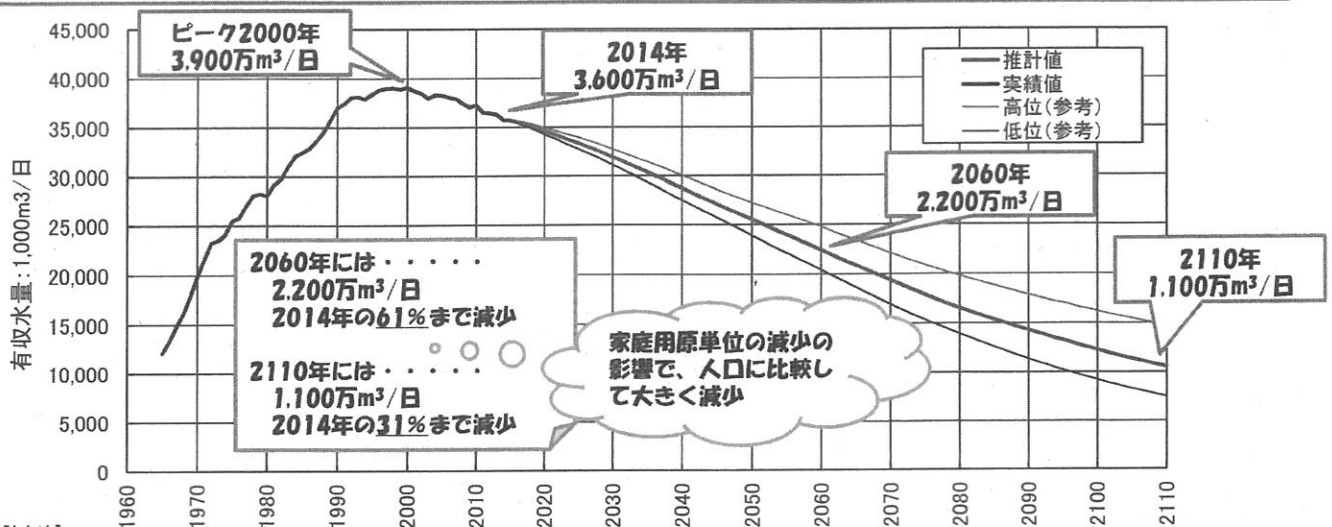 ピーク2000年
3,900万m³/日
2014年
3,600万m³/日
推計値
実績値
高位(参考)
低位(参考)
2060年
2,200万m³/日
2110年
1,100万m³/日
2060年には・・・・・
2,200万m³/日
2014年の61%まで減少
2110年には・・・・・
1,100万m³/日
2014年の31%まで減少
家庭用原単位の減少の
影響で、人口に比較し
て大きく減少
有収水量:1,000m3/日
45,000
40,000
35,000
30,000
25,000
20,000
15,000
10,000
5,000
0
1960
1970
1980
1990
2000
2010
2020
2030
2040
2050
2060
2070
2080
2090
2100
2110